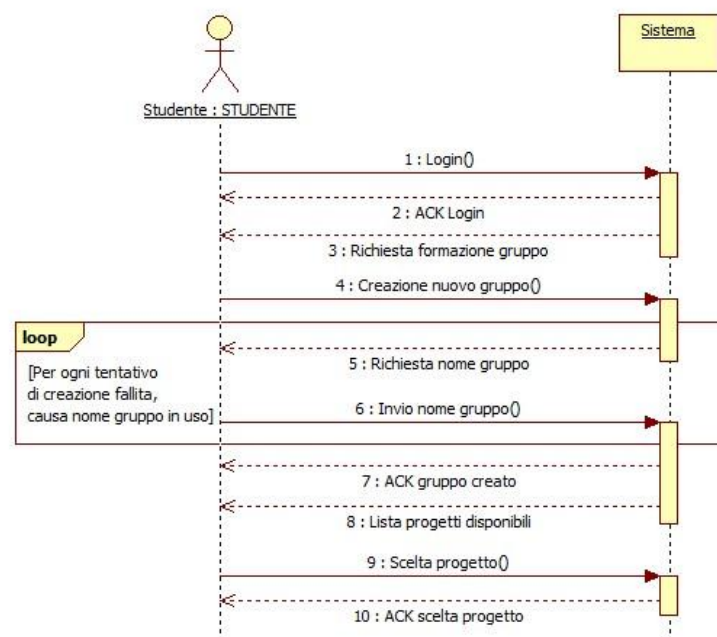 Sistema
Studente : STUDENTE
1 : Login()
2 : ACK Login
3 : Richiesta formazione gruppo
4 : Creazione nuovo gruppo()
loop
[Per ogni tentativo
di creazione fallita,
causa nome gruppo in uso]
5 : Richiesta nome gruppo
6 : Invio nome gruppo()
7 : ACK gruppo creato
8 : Lista progetti disponibili
9 : Scelta progetto()
10 : ACK scelta progetto